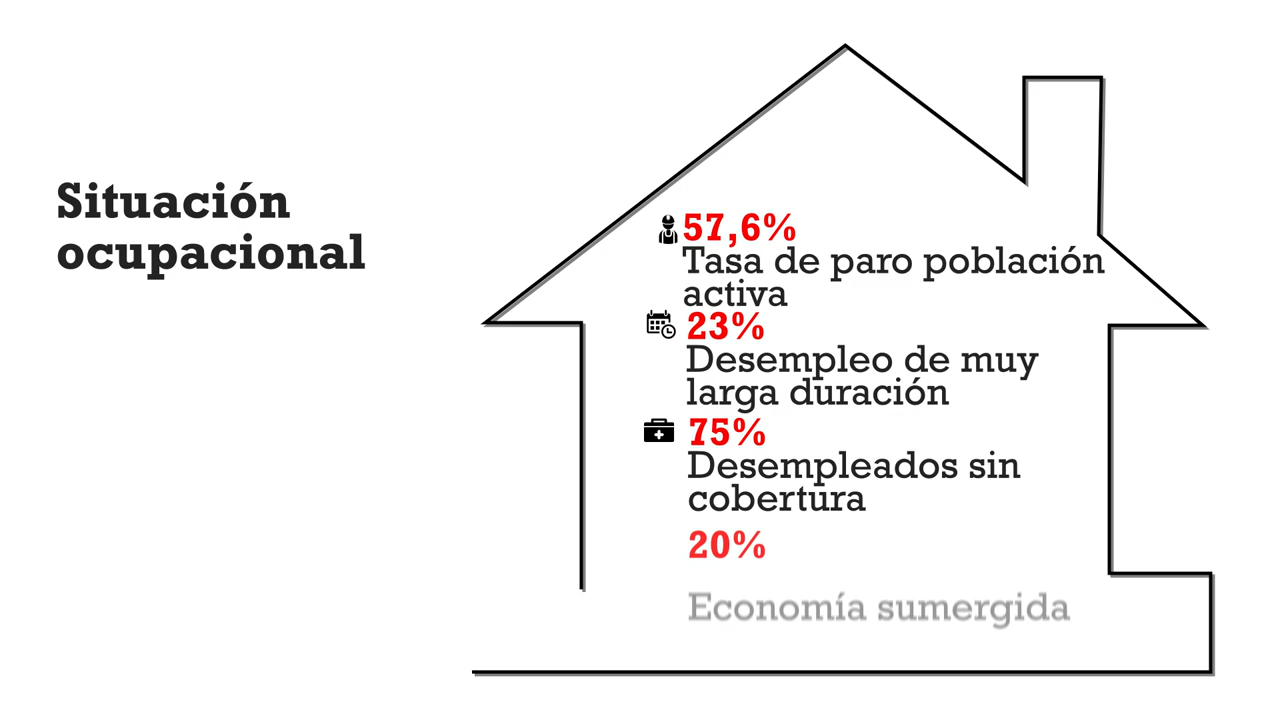 Situación
ocupacional
57,6%
Tasa de paro población
activa
23%
Desempleo de muy
larga duración
75%
Desempleados sin
cobertura
20%
Economía sumergida